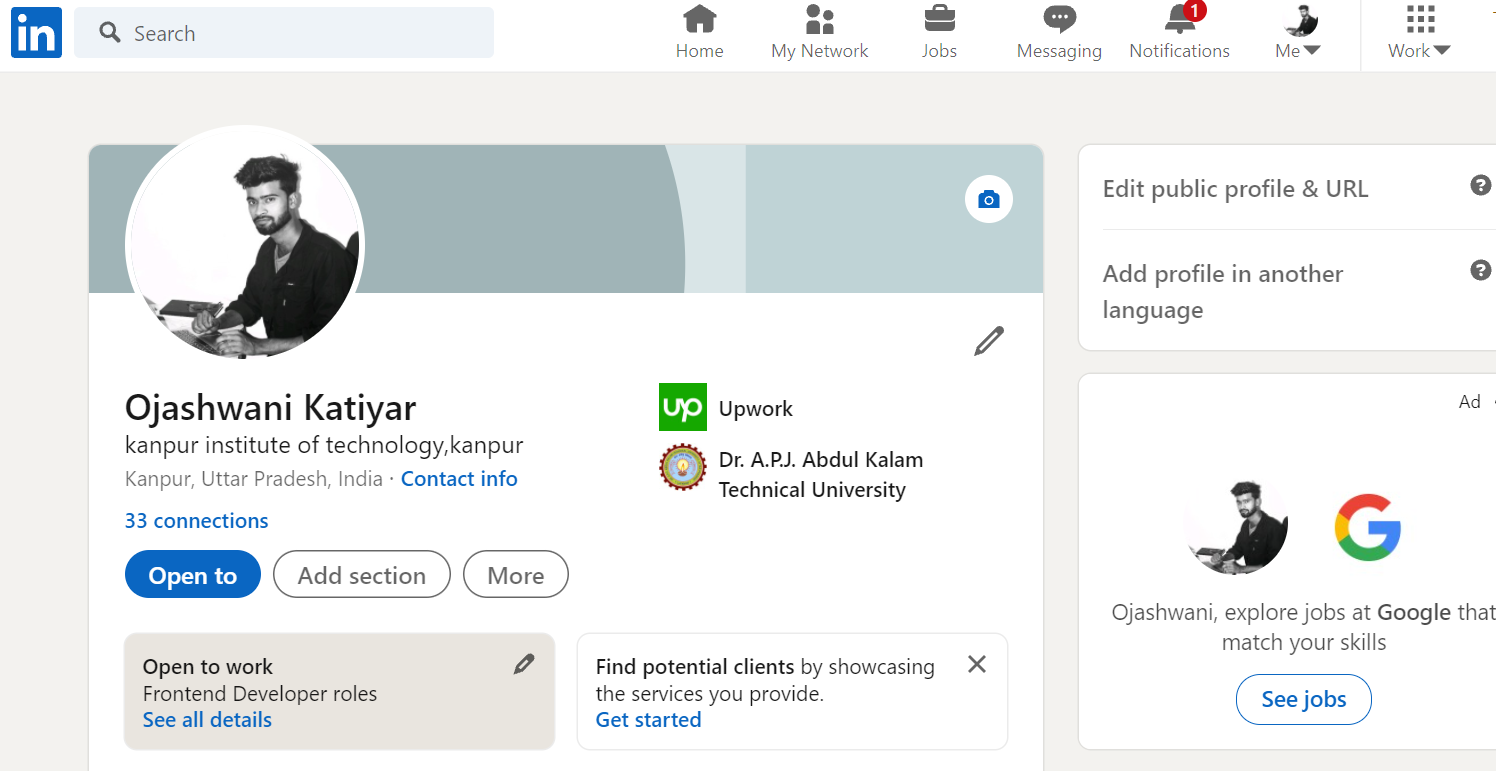 in
Search
Home
My Network
Jobs
Messaging
1
Notifications
Me
Work
Edit public profile & URL
?
Add profile in another
language
?
Ojashwani Katiyar
kanpur institute of technology,kanpur
Kanpur, Uttar Pradesh, India · Contact info
33 connections
up
Upwork
Dr. A.P.J. Abdul Kalam
Technical University
Open to
Add section
More
Open to work
Frontend Developer roles
See all details
Find potential clients by showcasing
the services you provide.
Get started
Ad
G
Ojashwani, explore jobs at Google that
match your skills
See jobs